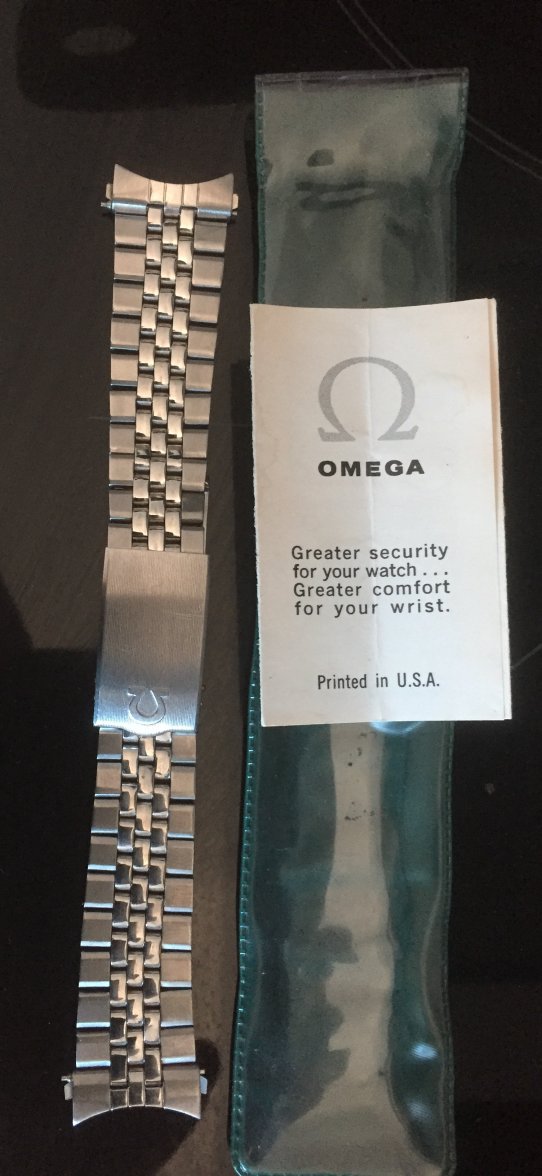 Ω
OMEGA
Greater security
for your watch...
Greater comfort
for your wrist.
Printed in U.S.A.